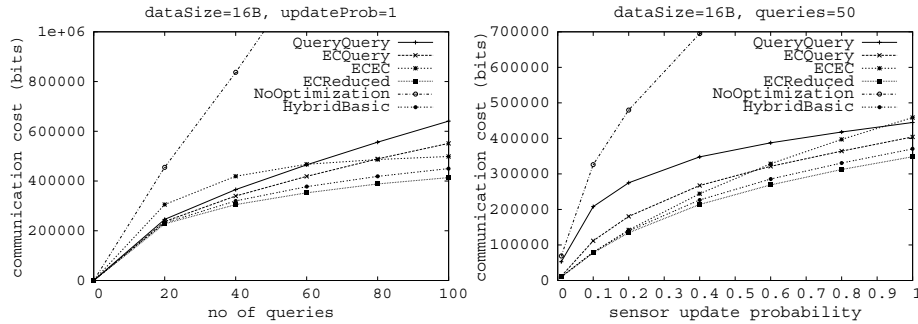 dataSize=16B, updateProb=1
1e+06
800000
600000
400000
200000
0
communication cost (bits)
QueryQuery
ECQuery
ECEC
ECReduced
NoOptimization
HybridBasic
0 20 40 60 80 100
no of queries
dataSize=16B, queries=50
700000
600000
500000
400000
300000
200000
100000
0
communication cost (bits)
QueryQuery
ECQuery
ECEC
ECReduced
NoOptimization
HybridBasic
0 0.1 0.2 0.3 0.4 0.5 0.6 0.7 0.8 0.9 1
sensor update probability